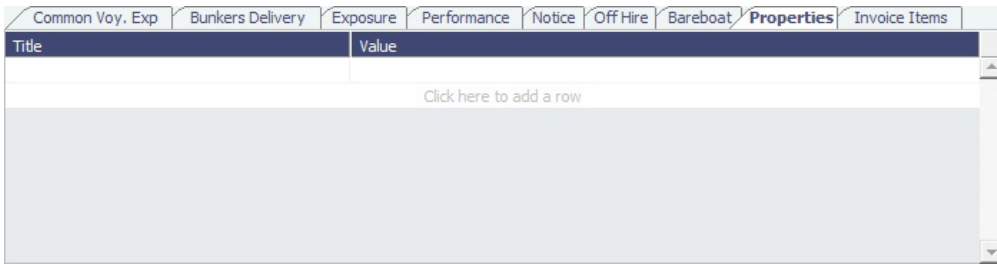 Common Voy. Exp Bunkers Delivery Exposure Performance Notice Off Hire Bareboat Properties Invoice Items
Title Value
Click here to add a row